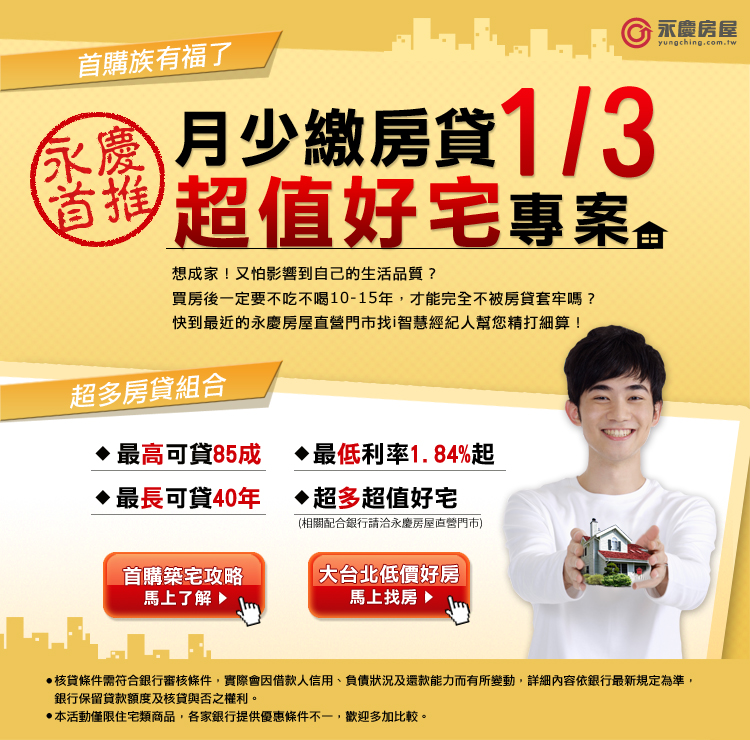 永慶房屋
yungching.com.tw
首購族有福了
永慶
首推
月少繳房貸1/3
超值好宅專案
想成家！又怕影響到自己的生活品質？
買房後一定要不吃不喝10-15年，才能完全不被房貸套牢嗎？
快到最近的永慶房屋直營門市找i智慧經紀人幫您精打細算！
超多房貸組合
◆最高可貸85成
◆最低利率1.84%起
◆最長可貸40年
◆超多超值好宅
(相關配合銀行請洽永慶房屋直營門市)
首購築宅攻略
馬上了解
大台北低價好房
馬上找房
●核貸條件需符合銀行審核條件，實際會因借款人信用、負債狀況及還款能力而有所變動，詳細內容依銀行最新規定為準，
銀行保留貸款額度及核貸與否之權利。
●本活動僅限住宅類商品，各家銀行提供優惠條件不一，歡迎多加比較。